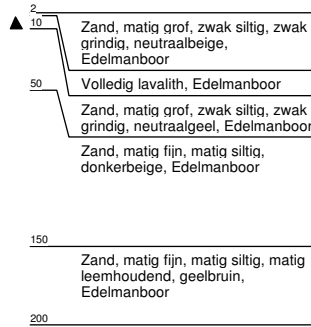 2
Zand, matig grof, zwak siltig, zwak
grindig, neutraalbeige,
Edelmanboor
10
Volledig lavalith, Edelmanboor
Zand, matig grof, zwak siltig, zwak
grindig, neutraalgeel, Edelmanboor
50
Zand, matig fijn, matig siltig,
donkerbeige, Edelmanboor
150
Zand, matig fijn, matig siltig, matig
leemhoudend, geelbruin,
Edelmanboor
200